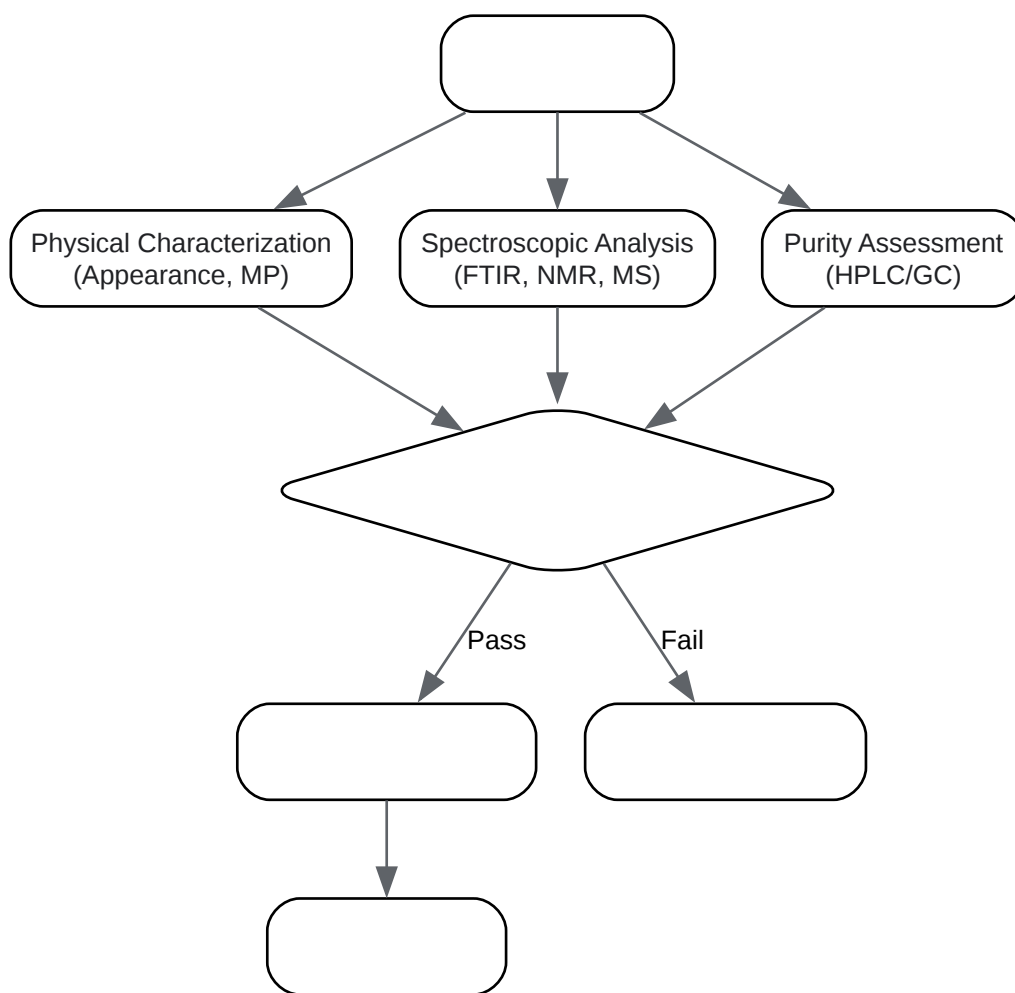 Physical Characterization
(Appearance, MP)
Spectroscopic Analysis
(FTIR, NMR, MS)
Purity Assessment
(HPLC/GC)
Pass
Fail